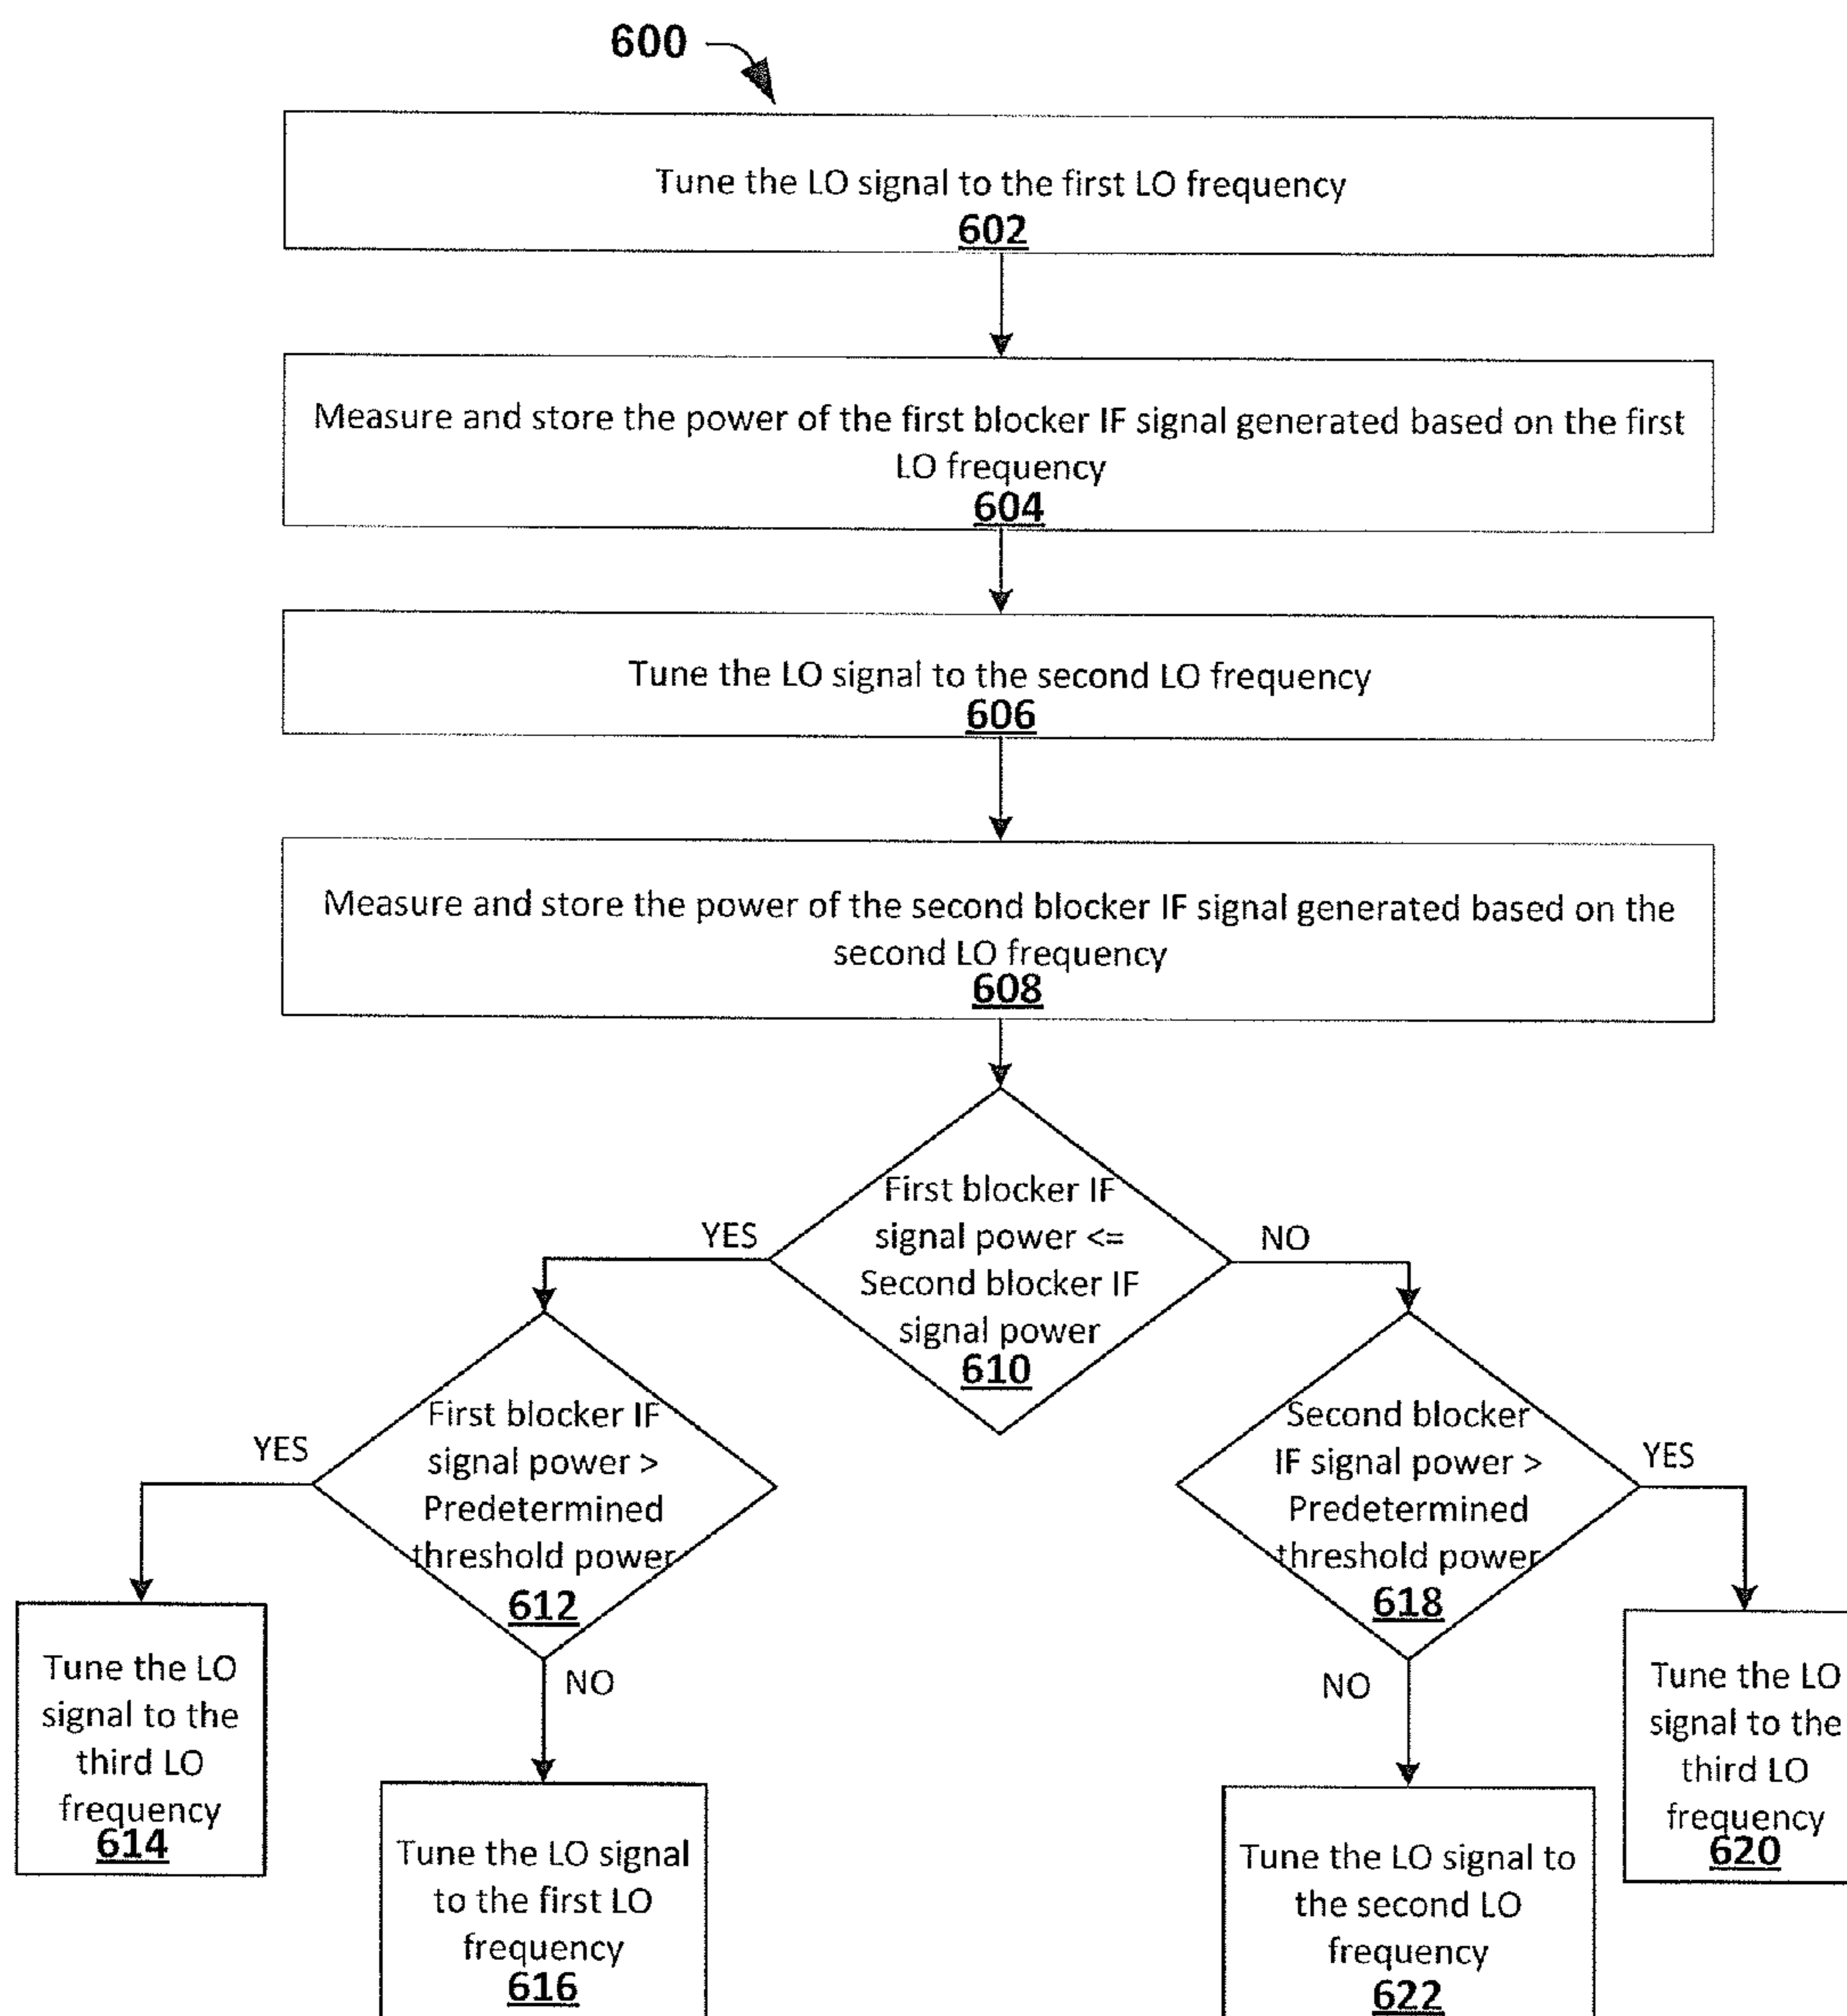 600
Tune the LO signal to the first LO frequency
602
Measure and store the power of the first blocker IF signal generated based on the first
LO frequency
604
Tune the LO signal to the second LO frequency
606
Measure and store the power of the second blocker IF signal generated based on the
second LO frequency
608
First blocker IF
signal power <=
Second blocker IF
signal power
610
YES
NO
First blocker IF
signal power >
Predetermined
threshold power
612
YES
NO
Second blocker
IF signal power >
Predetermined
threshold power
618
YES
NO
Tune the LO
signal to the
third LO
frequency
614
Tune the LO signal
to the first LO
frequency
616
Tune the LO signal to
the second LO
frequency
622
Tune the LO
signal to the
third LO
frequency
620